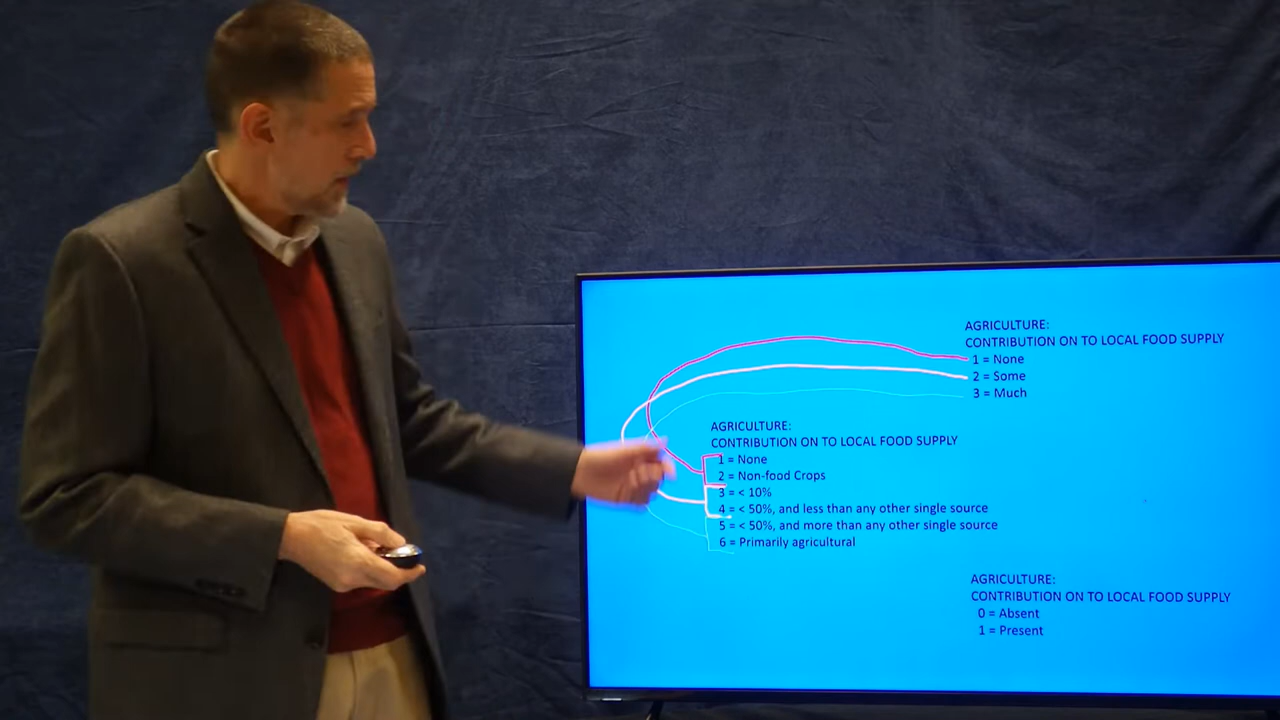 AGRICULTURE:
CONTRIBUTION ON TO LOCAL FOOD SUPPLY
1 = None
2 = Some
3 = Much
AGRICULTURE:
CONTRIBUTION ON TO LOCAL FOOD SUPPLY
1 = None
2 = Non-food Crops
3 = < 10%
4 = < 50%, and less than any other single source
5 = < 50%, and more than any other single source
6 = Primarily agricultural
AGRICULTURE:
CONTRIBUTION ON TO LOCAL FOOD SUPPLY
0 = Absent
1 = Present